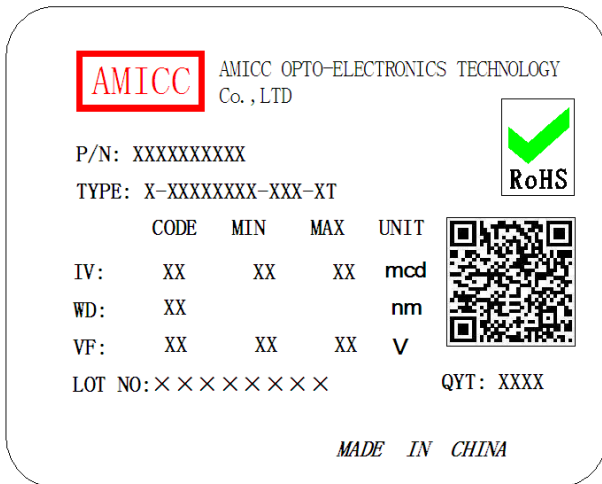 AMICC
AMICC OPTO-ELECTRONICS TECHNOLOGY
Co.,LTD
RoHS
P/N: XXXXXXXXXX
TYPE: X-XXXXXXXX-XXX-XT
CODE MIN MAX UNIT
IV: XX XX XX mcd
WD: XX nm
VF: XX XX XX V
LOT NO:×××××××× QYT: XXXX
MADE IN CHINA